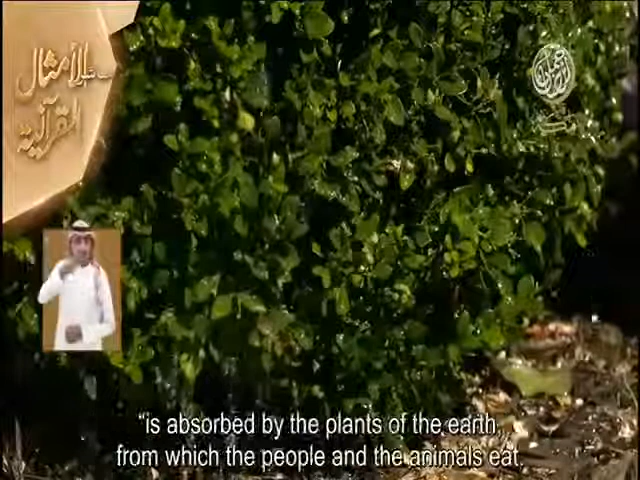 الأمثال
القرآنية
“is absorbed by the plants of the earth,
from which the people and the animals eat.